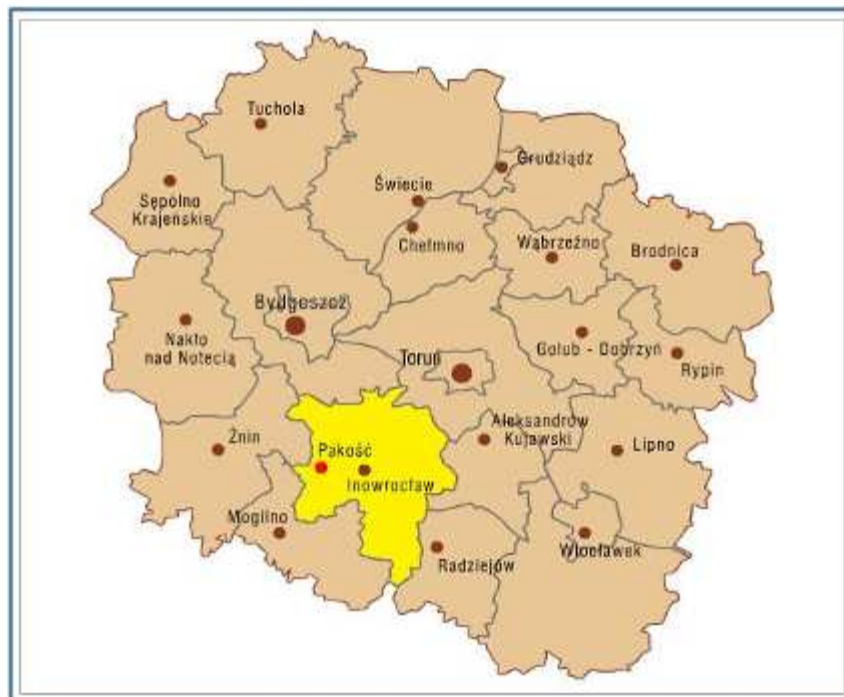 Tuchola
Grudziądz
Sępólno
Krajeńskie
Świecie
Chełmno
Wąbrzeźno
Brodnica
Bydgoszcz
Nakło
nad Notecią
Toruń
Golub - Dobrzyń
Rypin
Aleksandrów
Kujawski
Żnin
Pakość
Inowrocław
Lipno
Mogilno
Radziejów
Włocławek